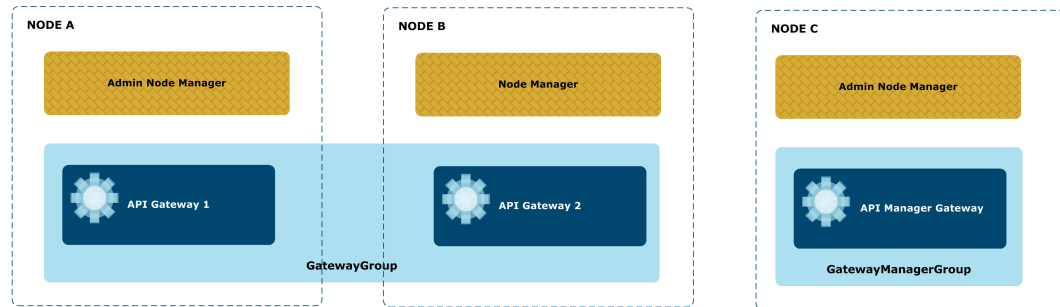 NODE A
NODE B
NODE C
Admin Node Manager
Node Manager
Admin Node Manager
API Gateway 1
API Gateway 2
API Manager Gateway
GatewayGroup
GatewayManagerGroup